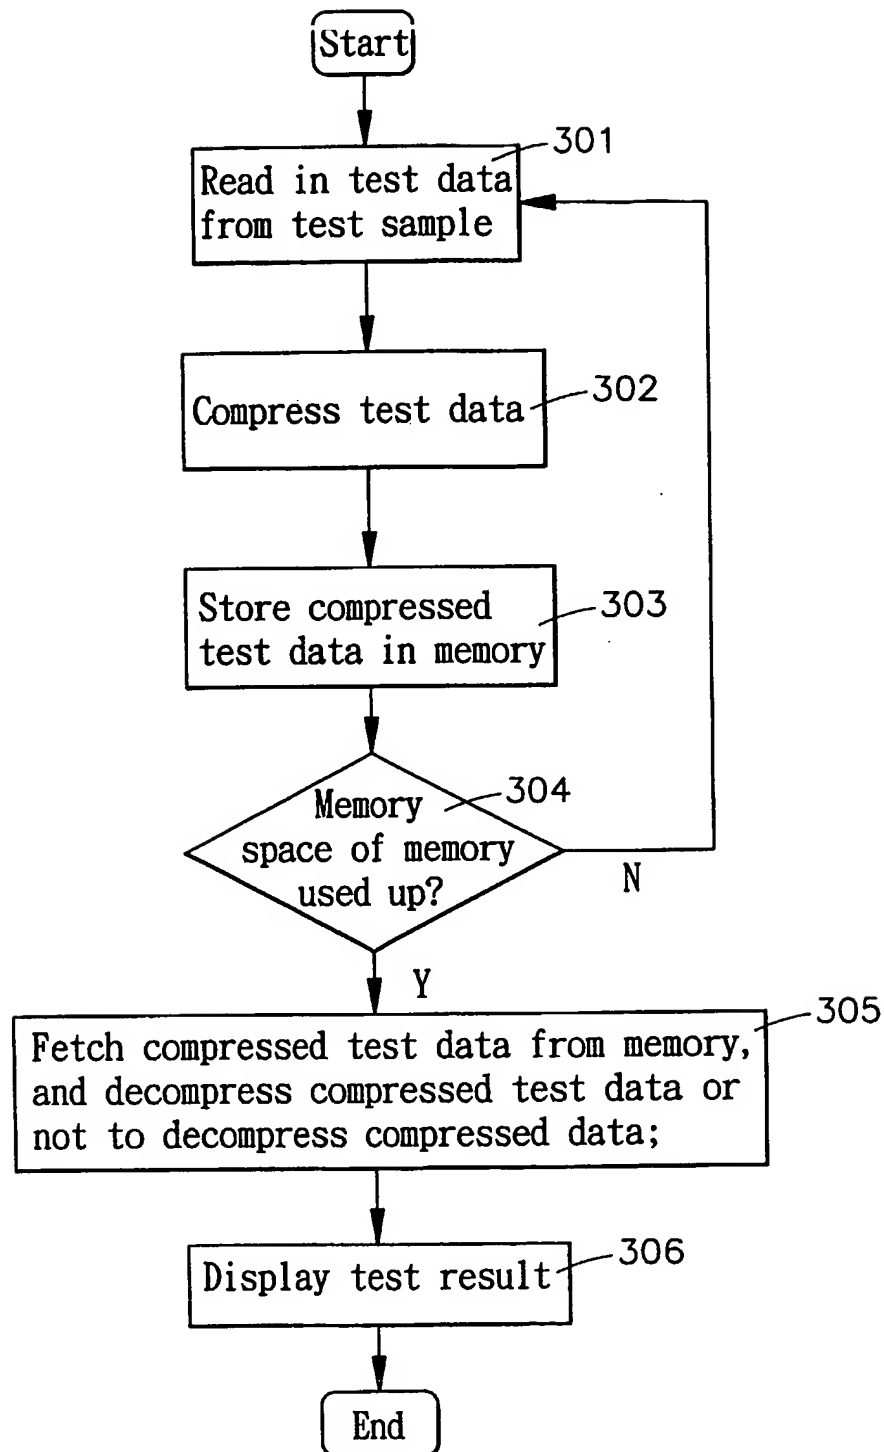 Start
301
Read in test data
from test sample
302
Compress test data
303
Store compressed
test data in memory
304
Memory
space of memory
used up?
N
Y
305
Fetch compressed test data from memory,
and decompress compressed test data or
not to decompress compressed data;
306
Display test result
End